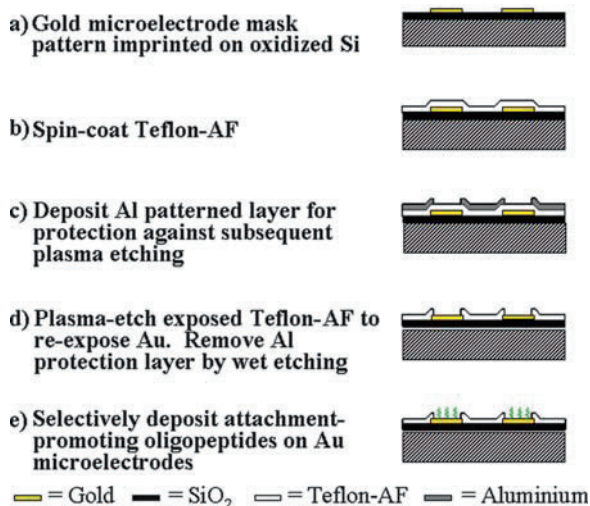 a) Gold microelectrode mask
pattern imprinted on oxidized Si
b) Spin-coat Teflon-AF
c) Deposit Al patterned layer for
protection against subsequent
plasma etching
d) Plasma-etch exposed Teflon-AF to
re-expose Au. Remove Al
protection layer by wet etching
e) Selectively deposit attachment-
promoting oligopeptides on Au
microelectrodes
= Gold = SiO₂ = Teflon-AF = Aluminium